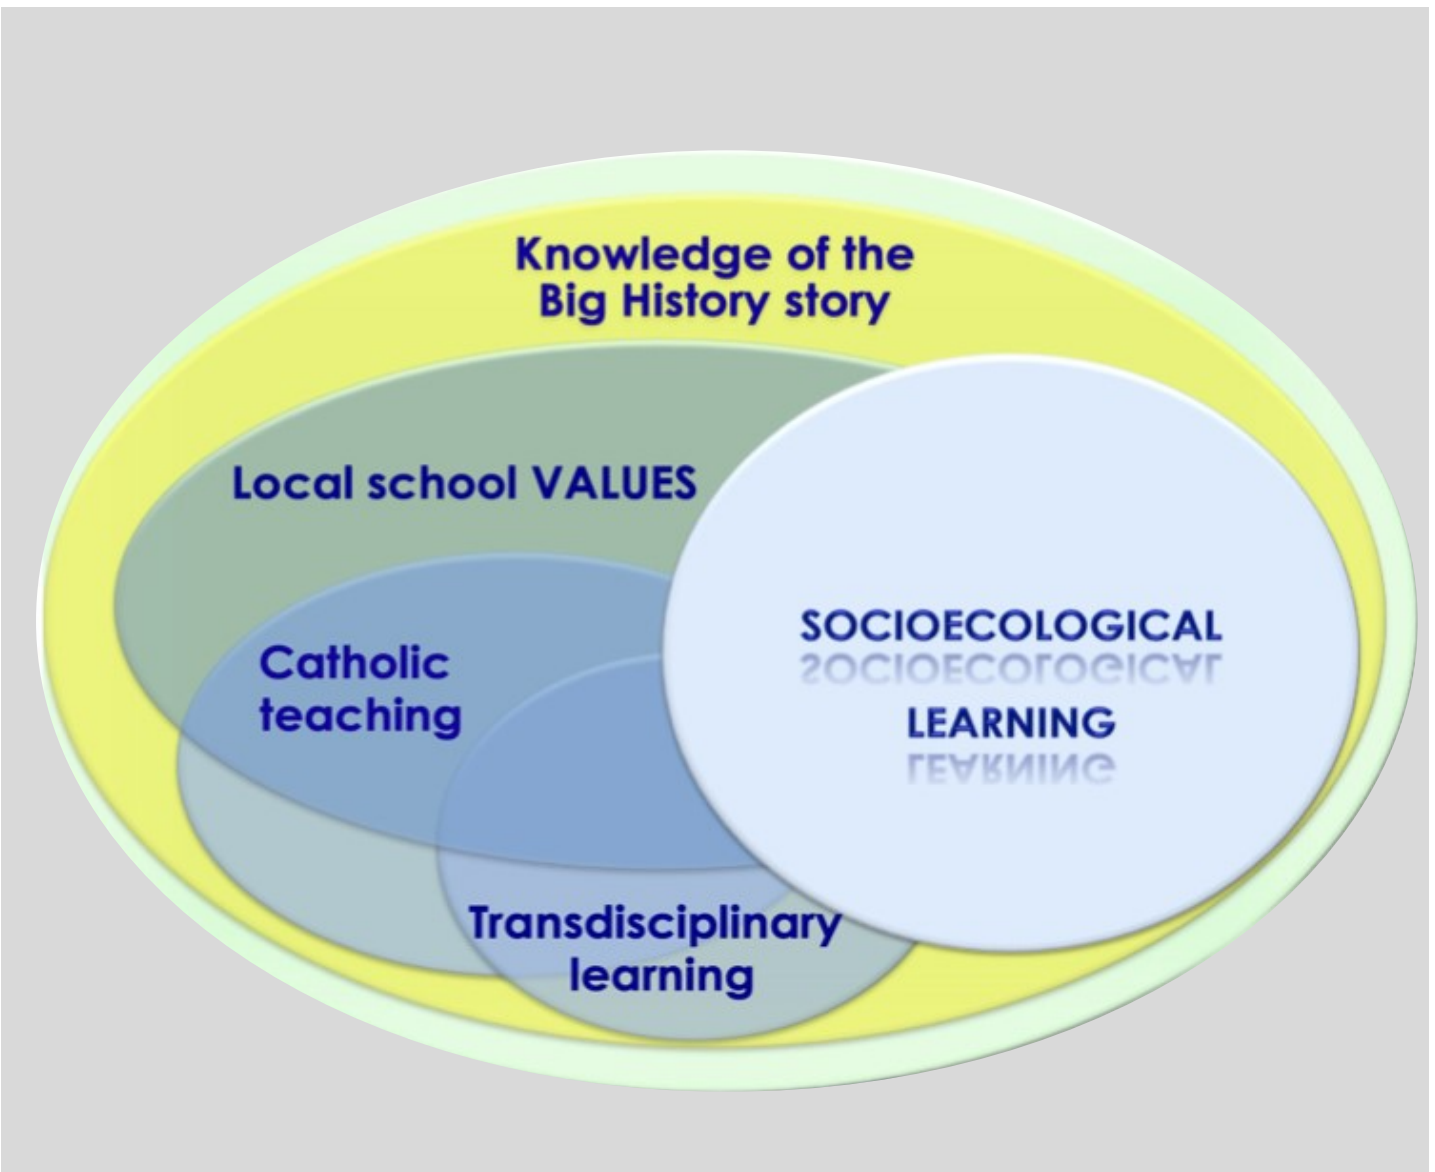 Knowledge of the
Big History story
Local school VALUES
Catholic
teaching
SOCIOECOLOGICAL
LEARNING
Transdisciplinary
learning